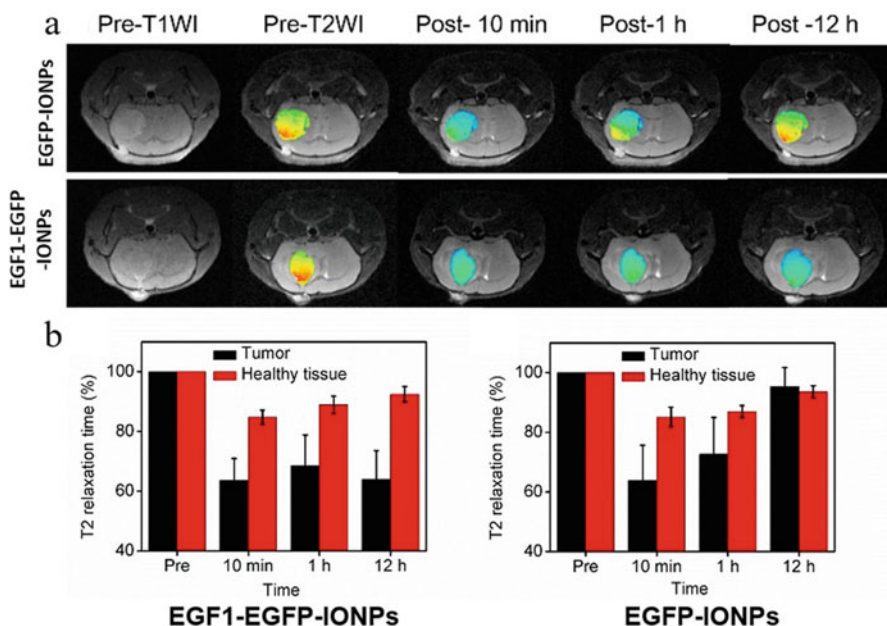 a Pre-T1WI Pre-T2WI Post- 10 min Post-1 h Post -12 h
EGFP-IONPs
EGF1-EGFP
-IONPs
b
T2 relaxation time (%)
100
80
60
40
Tumor
Healthy tissue
Pre 10 min 1 h 12 h
Time
EGF1-EGFP-IONPs
T2 relaxation time (%)
100
80
60
40
Tumor
Healthy tissue
Pre 10 min 1 h 12 h
Time
EGFP-IONPs